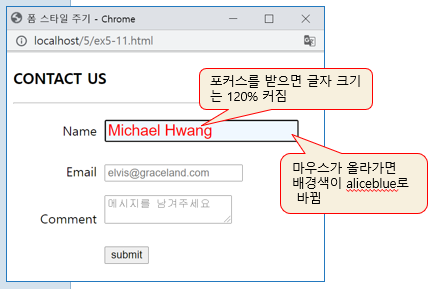 폼 스타일 주기 - Chrome
localhost/5/ex5-11.html
CONTACT US
포커스를 받으면 글자 크기
는 120% 커짐
Name
Michael Hwang
마우스가 올라가면
배경색이 aliceblue로
바뀜
Email
elvis@graceland.com
Comment
메시지를 남겨주세요
submit